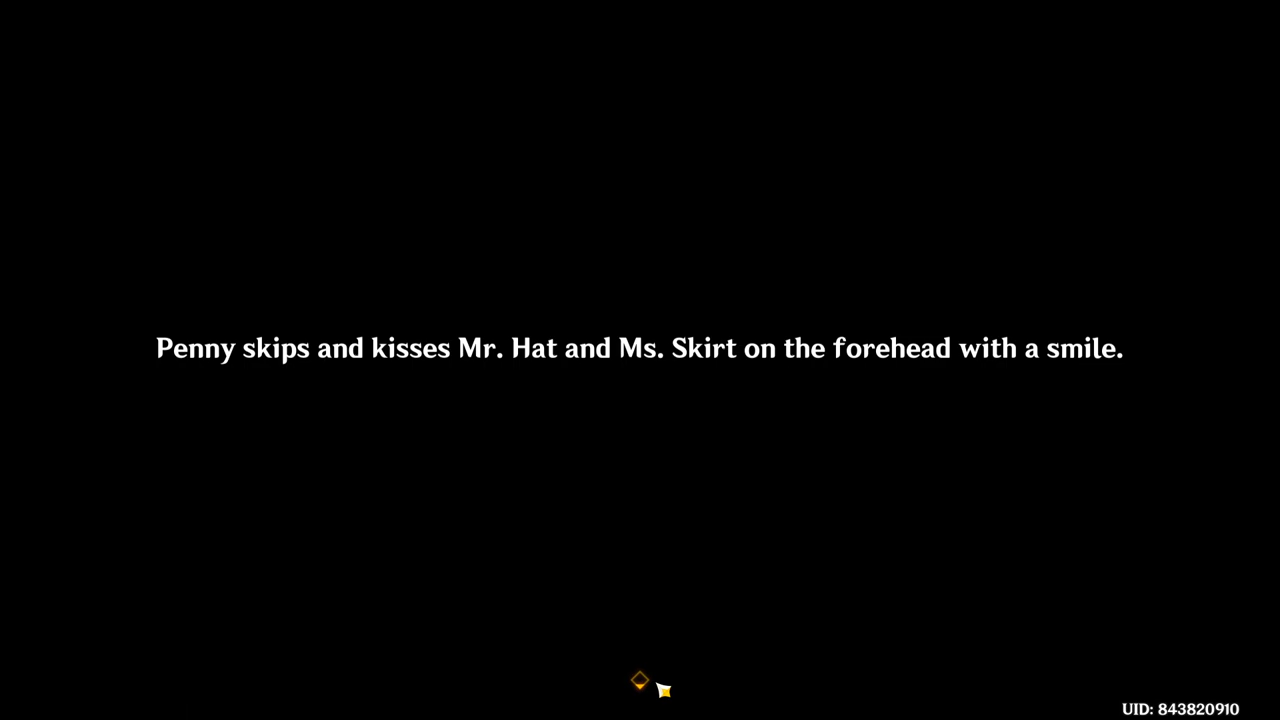 Penny skips and kisses Mr. Hat and Ms. Skirt on the forehead with a smile.
UID: 843820910